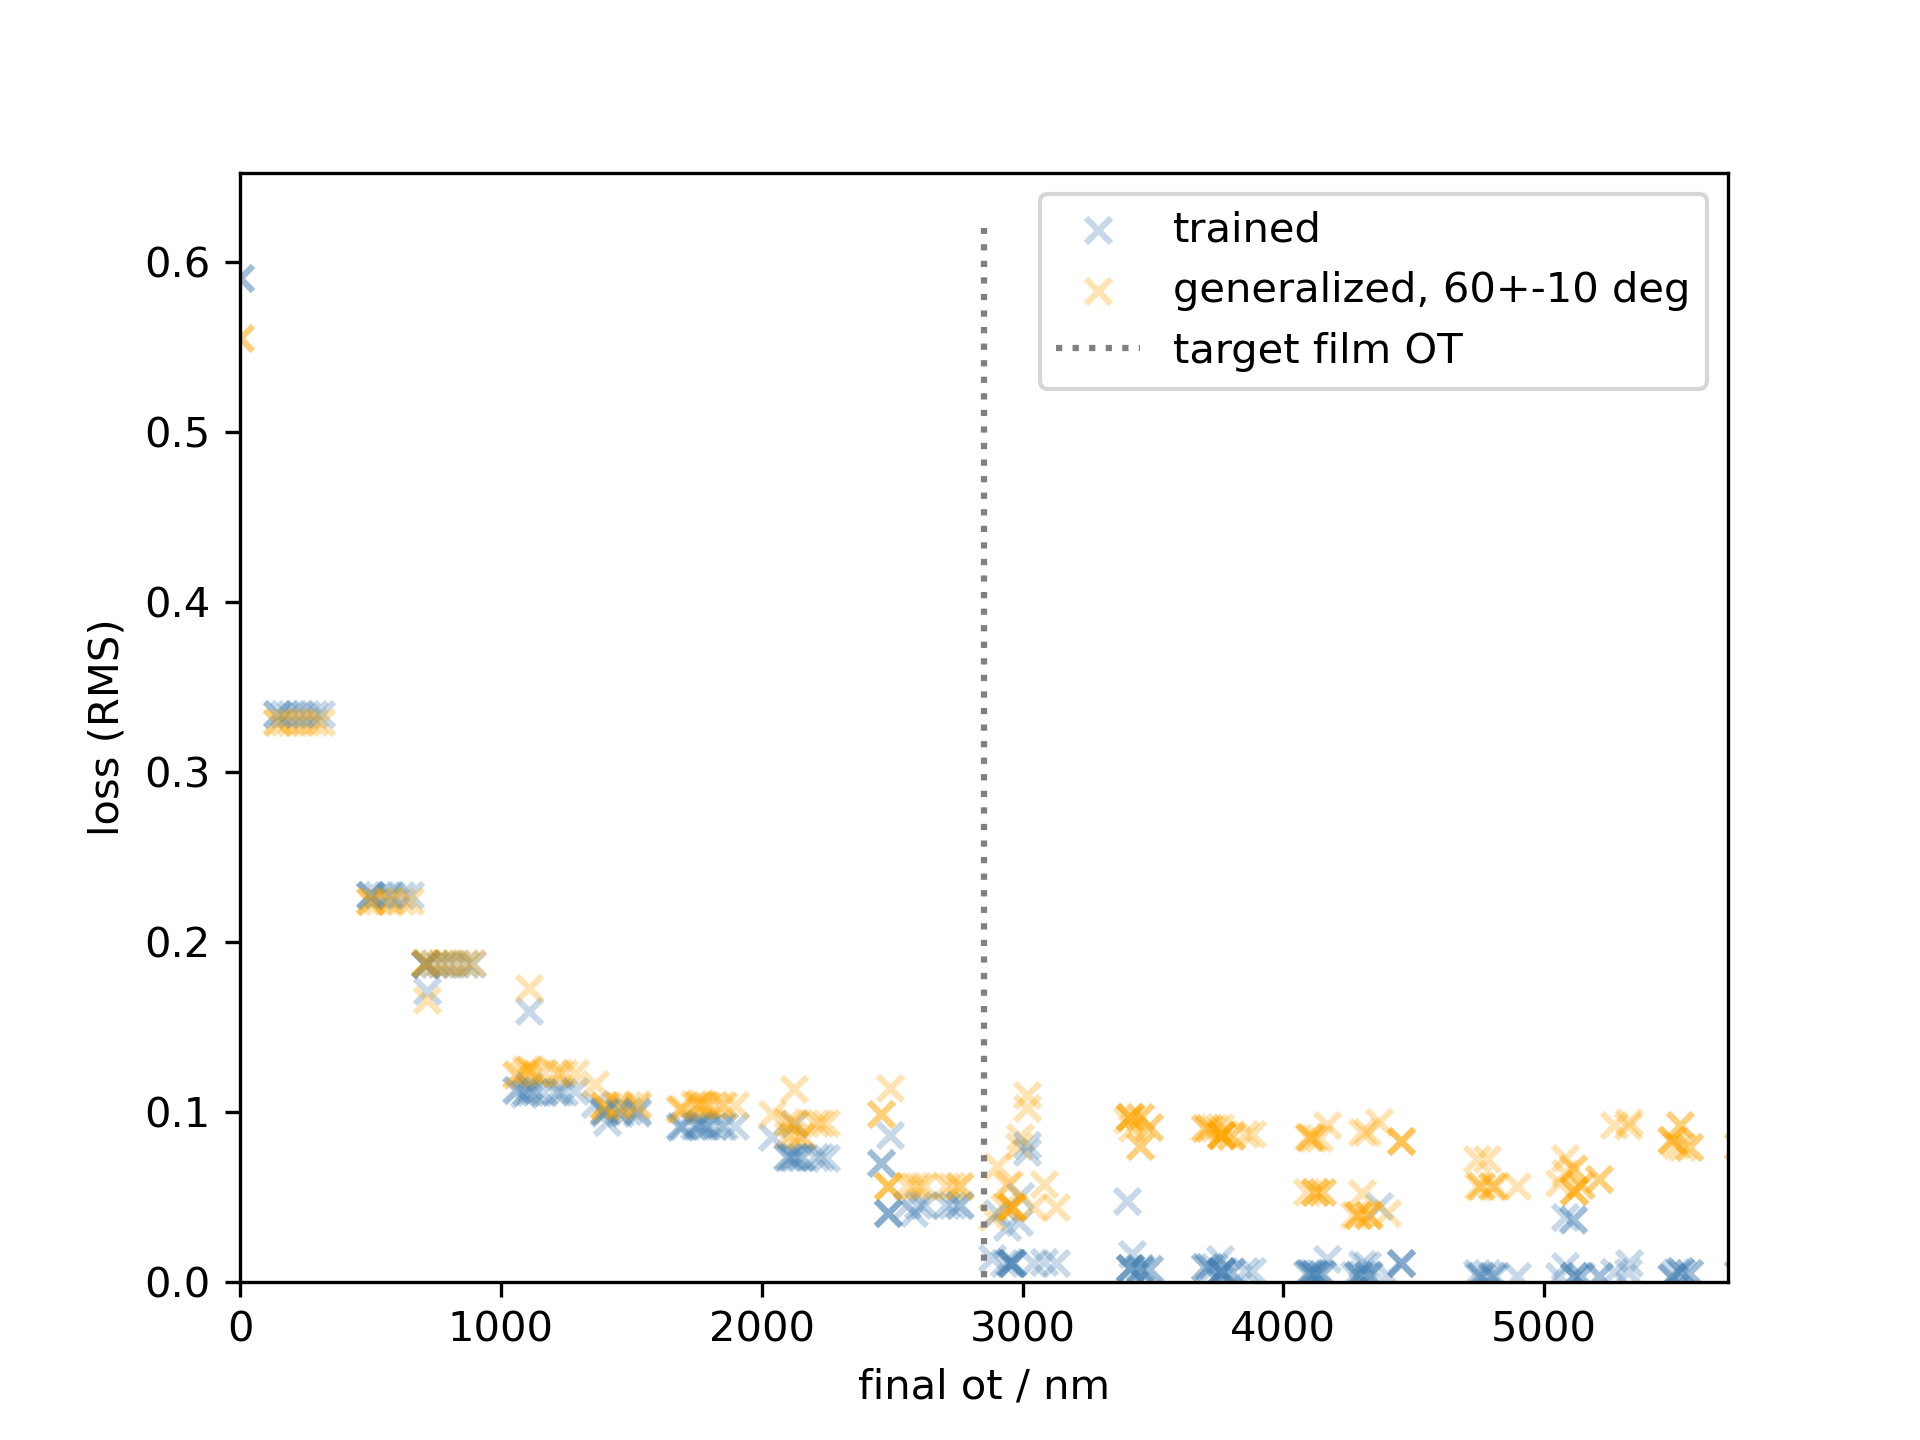 trained
generalized, 60+-10 deg
target film OT
0.6
0.5
0.4
0.3
0.2
0.1
0.0
loss (RMS)
0 1000 2000 3000 4000 5000
final ot / nm